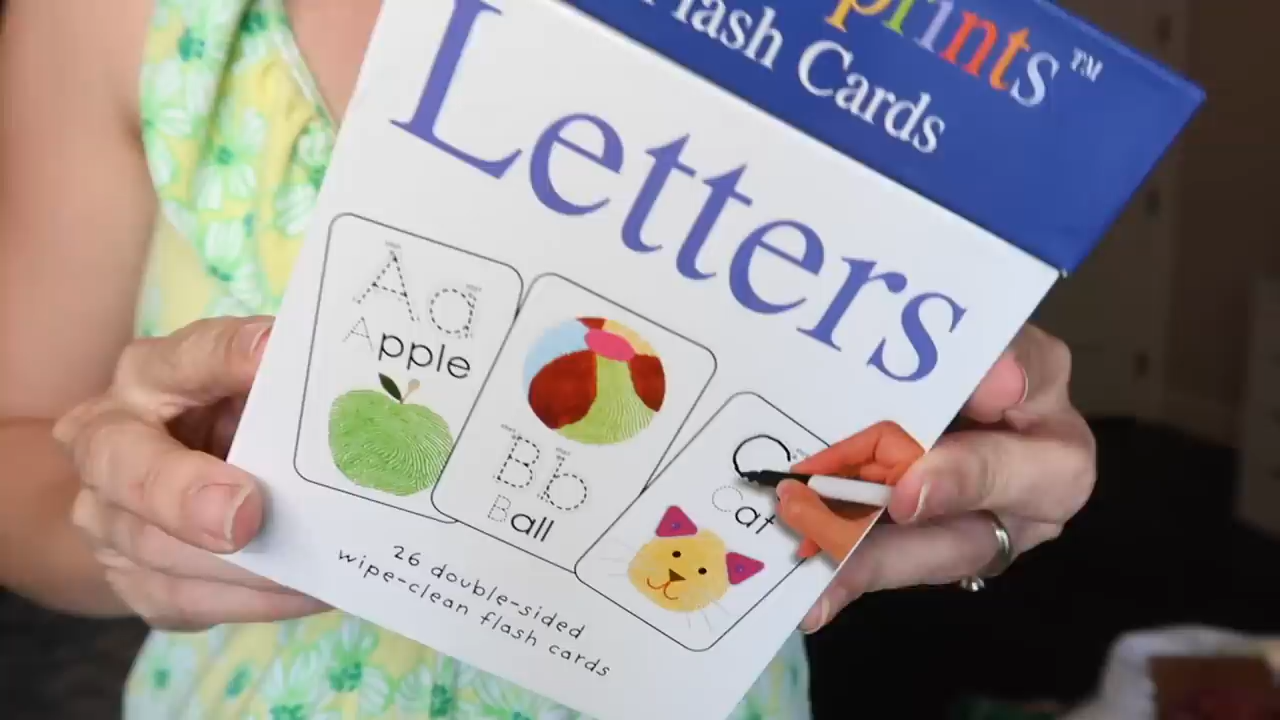 prints™
Flash Cards
Letters
Aa
Apple
Bb
Ball
C
Cat
26 double-sided
wipe-clean flash cards